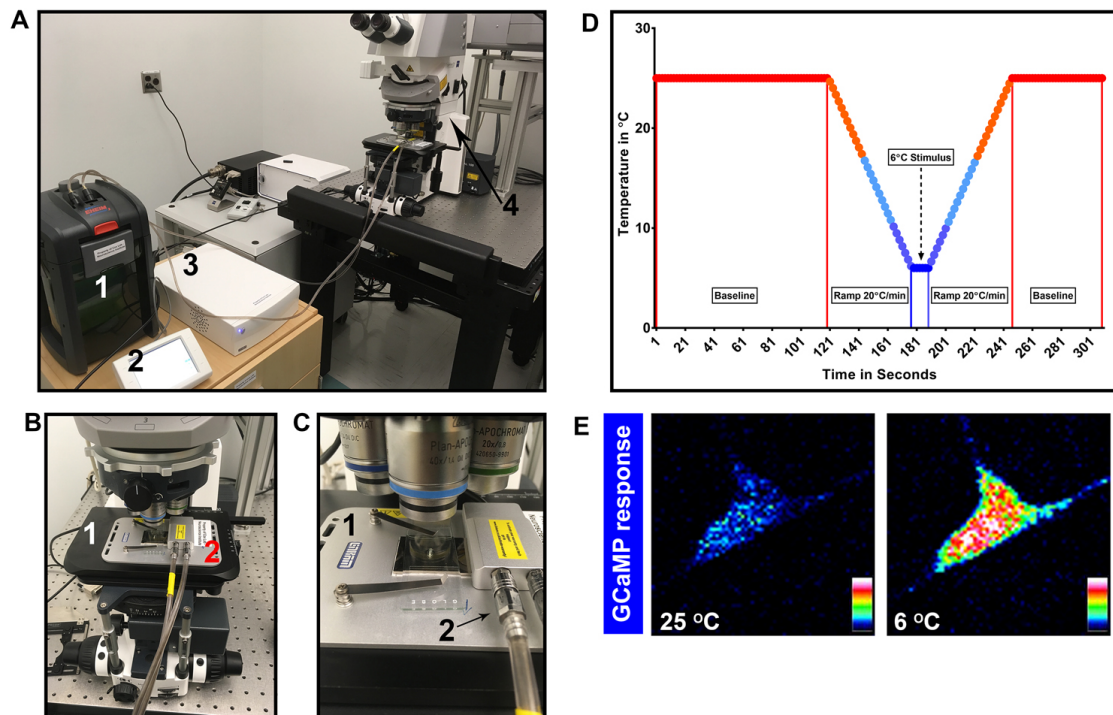 A
1
2
3
4
B
1
2
C
Plan-APOCHROMAT
-APOCHROMAT
20x/1.0
1
2
D
Temperature in °C
30
20
10
0
6°C Stimulus
Baseline
Ramp 20°C/min
Ramp 20°C/min
Baseline
1
21
41
61
81
101
121
141
161
181
201
221
241
261
281
301
Time in Seconds
E
GCaMP response
25 °C
6 °C